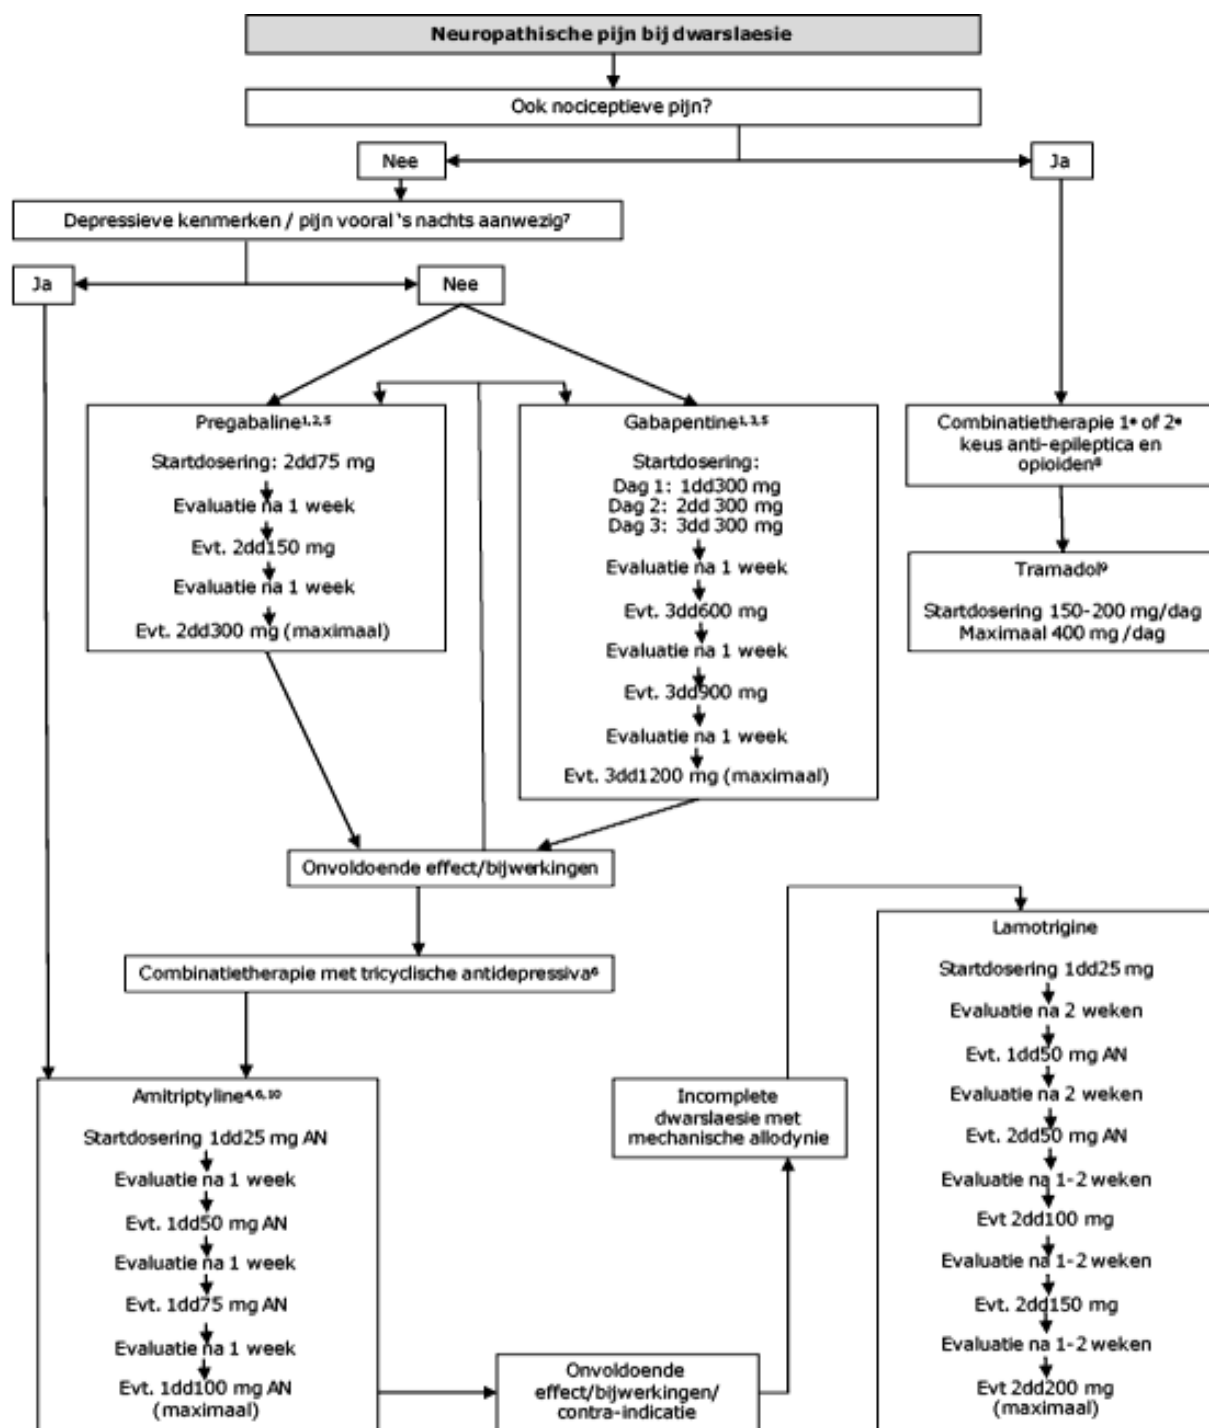 Neuropathische pijn bij dwarslaesie
Ook nociceptieve pijn?
Nee
Ja
Depressieve kenmerken / pijn vooral 's nachts aanwezig⁷
Ja
Nee
Pregabaline¹,²,⁵
Startdosering: 2dd75 mg
Evaluatie na 1 week
Evt. 2dd150 mg
Evaluatie na 1 week
Evt. 2dd300 mg (maximaal)
Gabapentine¹,³,⁵
Startdosering:
Dag 1: 1dd300 mg
Dag 2: 2dd 300 mg
Dag 3: 3dd 300 mg
Evaluatie na 1 week
Evt. 3dd600 mg
Evaluatie na 1 week
Evt. 3dd900 mg
Evaluatie na 1 week
Evt. 3dd1200 mg (maximaal)
Combinatietherapie 1ᵉ of 2ᵉ
keus anti-epileptica en
opioiden⁸
Tramadol⁹
Startdosering 150-200 mg/dag
Maximaal 400 mg /dag
Onvoldoende effect/bijwerkingen
Combinatietherapie met tricyclische antidepressiva⁶
Amitriptyline⁴,⁶,¹⁰
Startdosering 1dd25 mg AN
Evaluatie na 1 week
Evt. 1dd50 mg AN
Evaluatie na 1 week
Evt. 1dd75 mg AN
Evaluatie na 1 week
Evt. 1dd100 mg AN
(maximaal)
Onvoldoende
effect/bijwerkingen/
contra-indicatie
Incomplete
dwarslaesie met
mechanische allodynie
Lamotrigine
Startdosering 1dd25 mg
Evaluatie na 2 weken
Evt. 1dd50 mg AN
Evaluatie na 2 weken
Evt. 2dd50 mg AN
Evaluatie na 1-2 weken
Evt 2dd100 mg
Evaluatie na 1-2 weken
Evt. 2dd150 mg
Evaluatie na 1-2 weken
Evt 2dd200 mg
(maximaal)